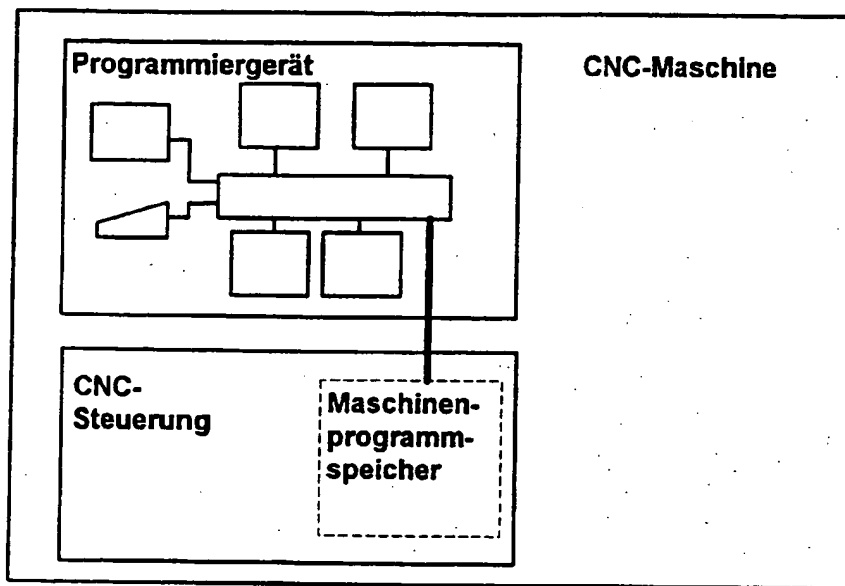 Programmiergerät
CNC-Maschine
CNC-
Steuerung
Maschinen-
programm-
speicher